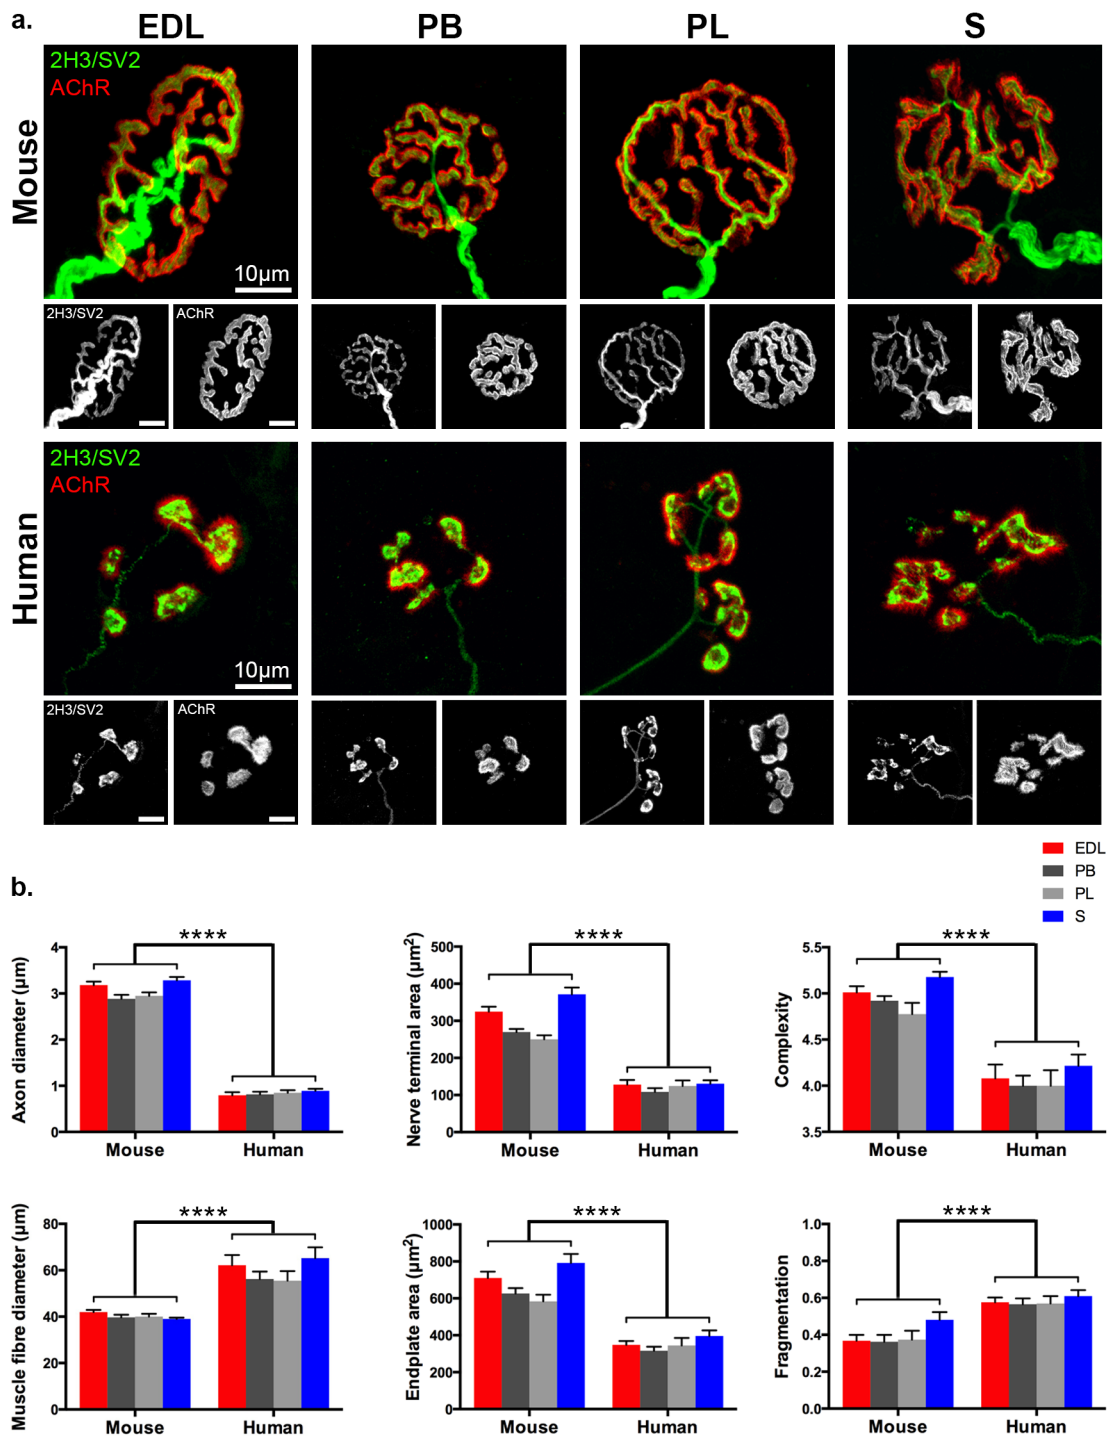 a.
EDL PB PL S
Mouse
2H3/SV2
AChR
10µm
2H3/SV2 AChR
Human
2H3/SV2
AChR
10µm
2H3/SV2 AChR
EDL
PB
PL
S
b.
Axon diameter (µm)
4
3
2
1
0
****
Mouse Human
Nerve terminal area (µm²)
500
400
300
200
100
0
****
Mouse Human
Complexity
5.5
5.0
4.5
4.0
3.5
****
Mouse Human
Muscle fibre diameter (µm)
80
60
40
20
0
****
Mouse Human
Endplate area (µm²)
1000
800
600
400
200
0
****
Mouse Human
Fragmentation
1.0
0.8
0.6
0.4
0.2
0.0
****
Mouse Human